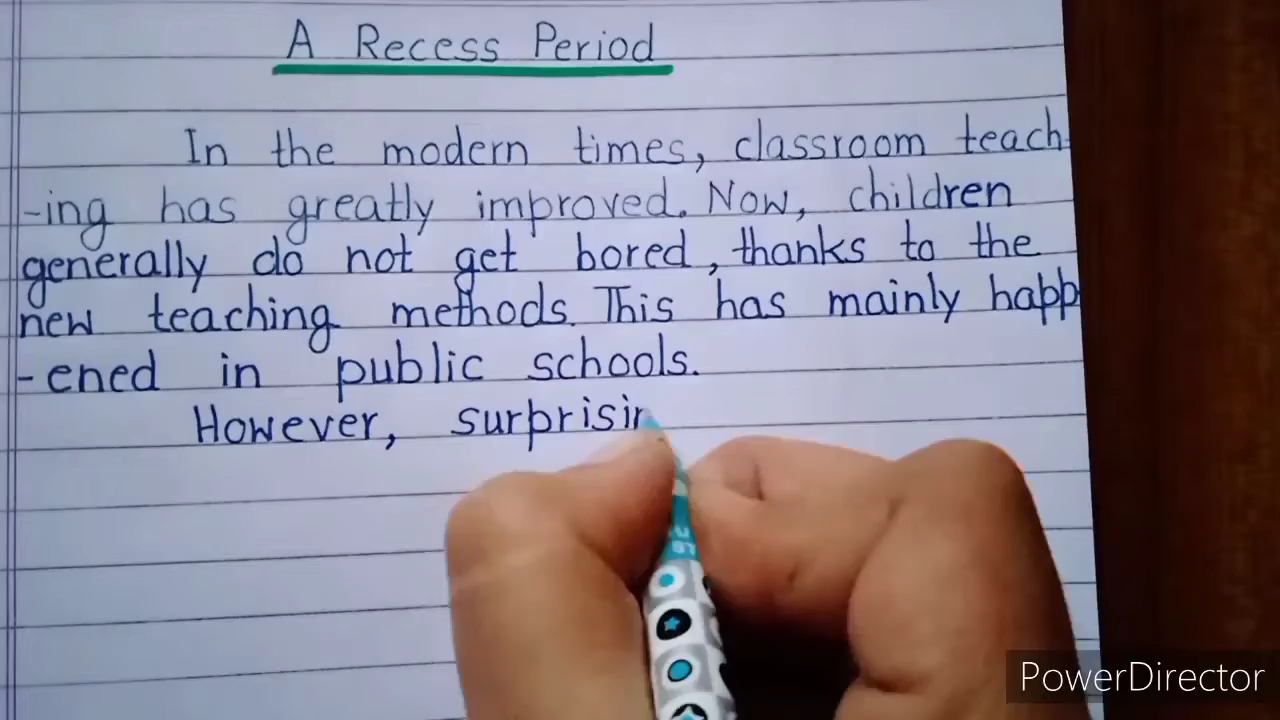 A Recess Period
In the modern times, classroom teach-
-ing has greatly improved. Now, children
generally do not get bored, thanks to the
new teaching methods. This has mainly happ
-ened in public schools.
However, surprisin
PowerDirector